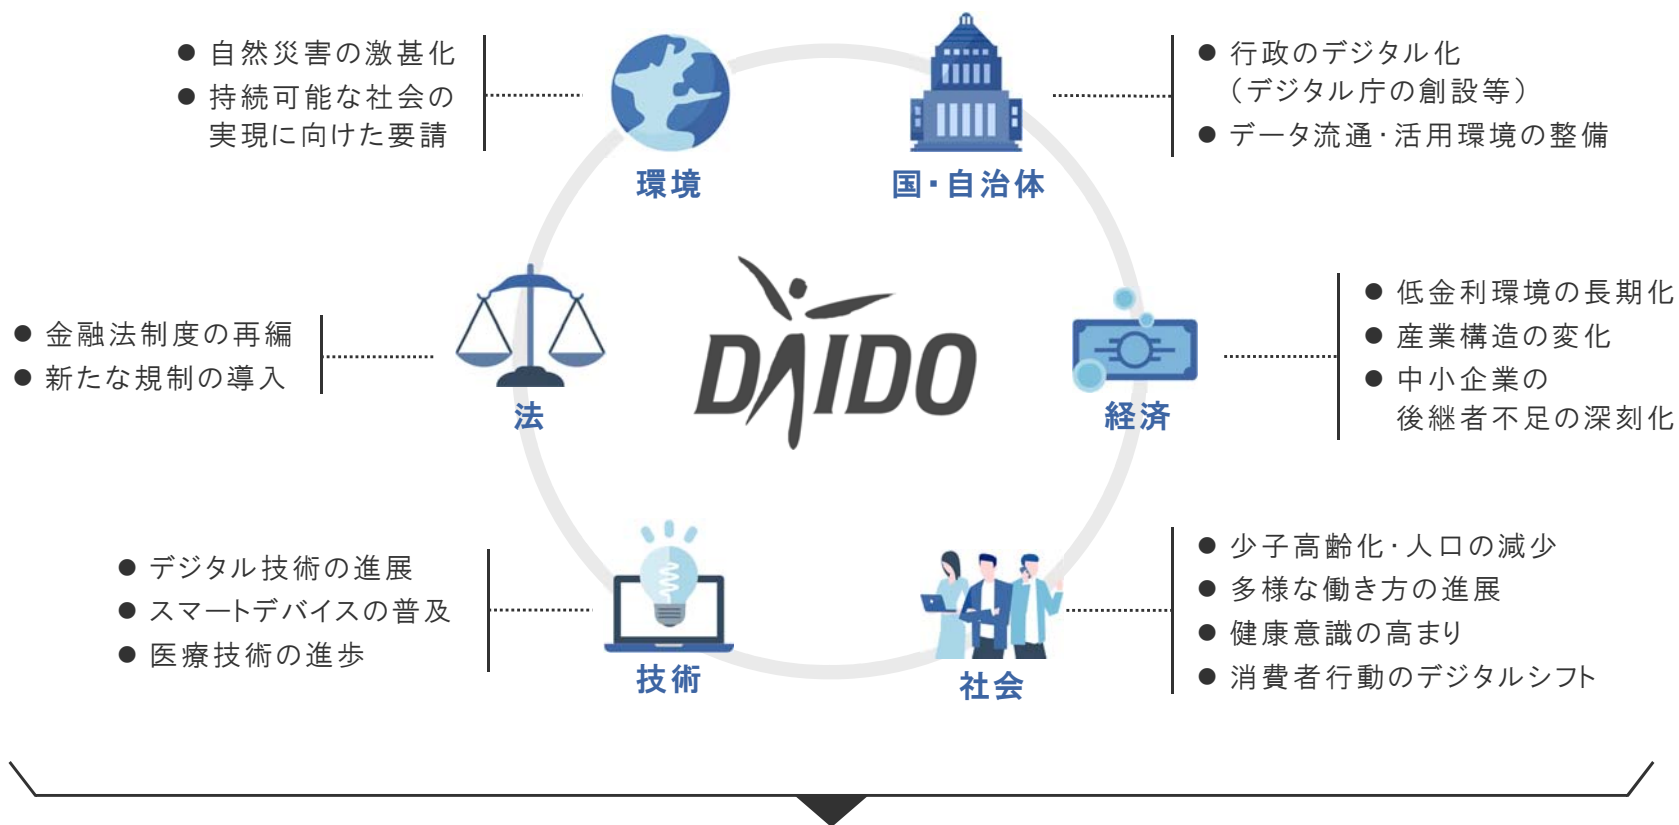 自然災害の激甚化
持続可能な社会の
実現に向けた要請
環境
国・自治体
行政のデジタル化
（デジタル庁の創設等）
データ流通・活用環境の整備
金融法制度の再編
新たな規制の導入
法
DAIDO
経済
低金利環境の長期化
産業構造の変化
中小企業の
後継者不足の深刻化
デジタル技術の進展
スマートデバイスの普及
医療技術の進歩
技術
社会
少子高齢化・人口の減少
多様な働き方の進展
健康意識の高まり
消費者行動のデジタルシフト